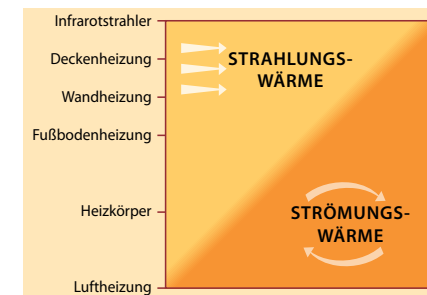 Infrarotstrahler
Deckenheizung
Wandheizung
Fußbodenheizung
Heizkörper
Luftheizung
STRAHLUNGS-
WÄRME
STRÖMUNGS-
WÄRME